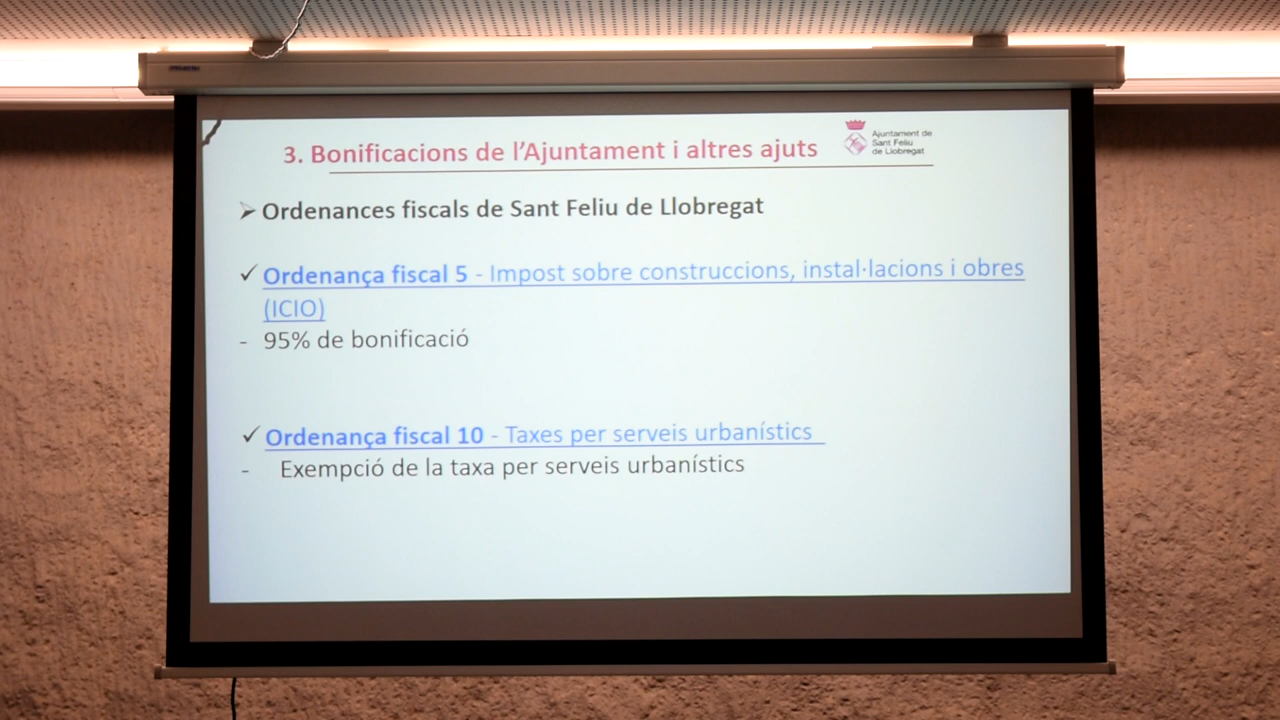 3. Bonificacions de l'Ajuntament i altres ajuts
Ajuntament de
Sant Feliu
de Llobregat
➢ Ordenances fiscals de Sant Feliu de Llobregat
✓ Ordenança fiscal 5 - Impost sobre construccions, instal·lacions i obres
(ICIO)
- 95% de bonificació
✓ Ordenança fiscal 10 - Taxes per serveis urbanístics
- Exempció de la taxa per serveis urbanístics